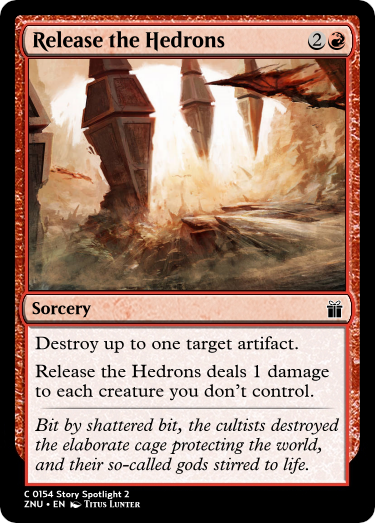 Release the Hedrons 2
Sorcery
Destroy up to one target artifact.
Release the Hedrons deals 1 damage
to each creature you don't control.
Bit by shattered bit, the cultists destroyed
the elaborate cage protecting the world,
and their so-called gods stirred to life.
C 0154 Story Spotlight 2
ZNU • EN Titus Lunter